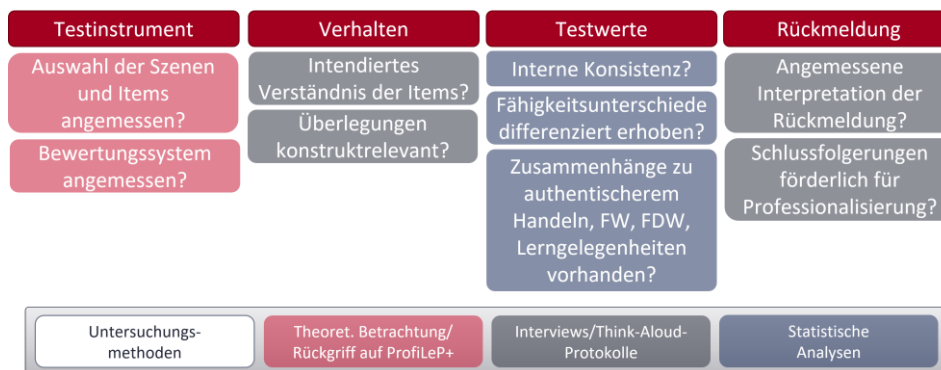 Testinstrument
Auswahl der Szenen
und Items
angemessen?
Bewertungssystem
angemessen?
Verhalten
Intendiertes
Verständnis der Items?
Überlegungen
konstruktrelevant?
Testwerte
Interne Konsistenz?
Fähigkeitsunterschiede
differenziert erhoben?
Zusammenhänge zu
authentischerem
Handeln, FW, FDW,
Lerngelegenheiten
vorhanden?
Rückmeldung
Angemessene
Interpretation der
Rückmeldung?
Schlussfolgerungen
förderlich für
Professionalisierung?
Untersuchungs-
methoden
Theoret. Betrachtung/
Rückgriff auf ProfiLeP+
Interviews/Think-Aloud-
Protokolle
Statistische
Analysen